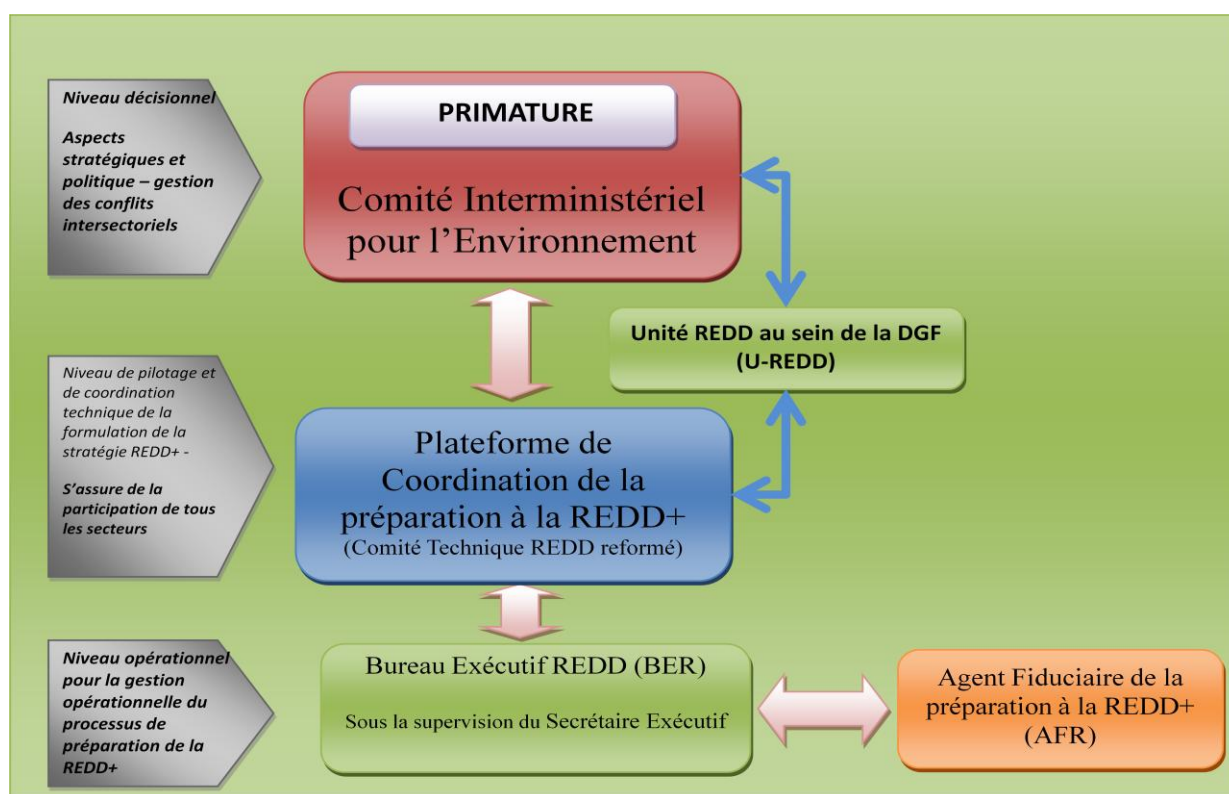 Niveau décisionnel
Aspects
stratégiques et
politique – gestion
des conflits
intersectoriels
PRIMATURE
Comité Interministériel
pour l’Environnement
Unité REDD au sein de la DGF
(U-REDD)
Niveau de pilotage et
de coordination
technique de la
formulation de la
stratégie REDD+ -
S’assure de la
participation de tous
les secteurs
Plateforme de
Coordination de la
préparation à la REDD+
(Comité Technique REDD reformé)
Niveau opérationnel
pour la gestion
opérationnelle du
processus de
préparation de la
REDD+
Bureau Exécutif REDD (BER)
Sous la supervision du Secrétaire Exécutif
Agent Fiduciaire de la
préparation à la REDD+
(AFR)